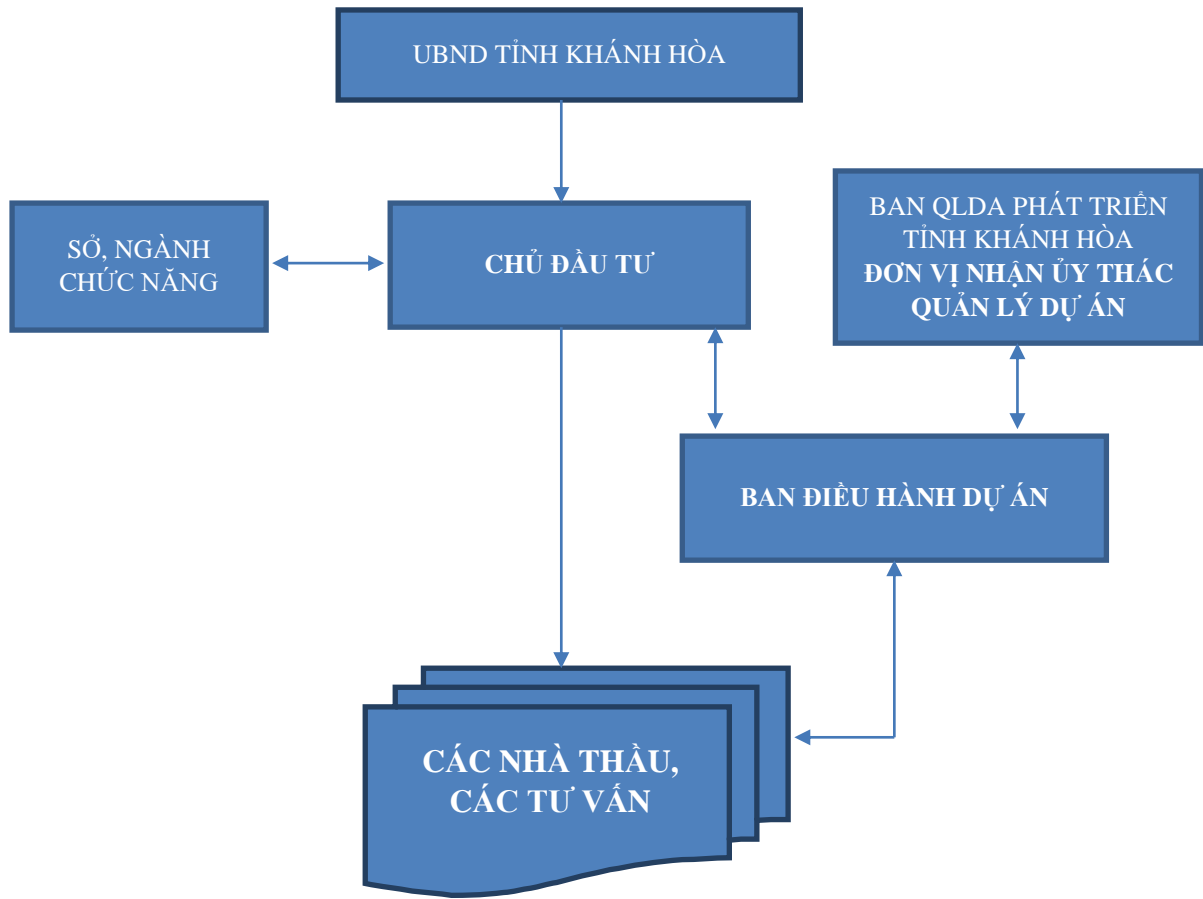 UBND TỈNH KHÁNH HÒA
SỞ, NGÀNH
CHỨC NĂNG
CHỦ ĐẦU TƯ
BAN QLDA PHÁT TRIỂN
TỈNH KHÁNH HÒA
ĐƠN VỊ NHẬN ỦY THÁC
QUẢN LÝ DỰ ÁN
BAN ĐIỀU HÀNH DỰ ÁN
CÁC NHÀ THẦU,
CÁC TƯ VẤN